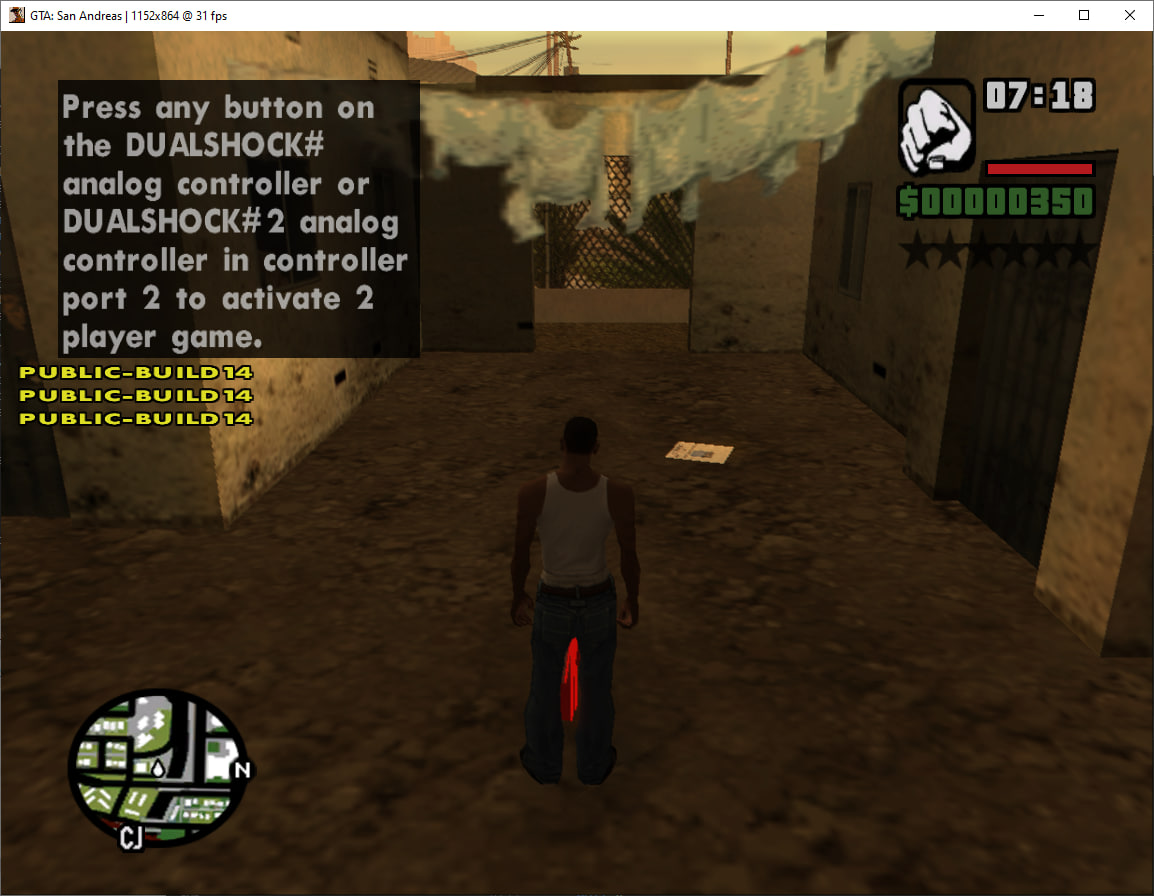 GTA: San Andreas | 1152x864 @ 31 fps
Press any button on
the DUALSHOCK#
analog controller or
DUALSHOCK#2 analog
controller in controller
port 2 to activate 2
player game.
07:18
$00000350
PUBLIC-BUILD14
PUBLIC-BUILD14
PUBLIC-BUILD14
N
CJ